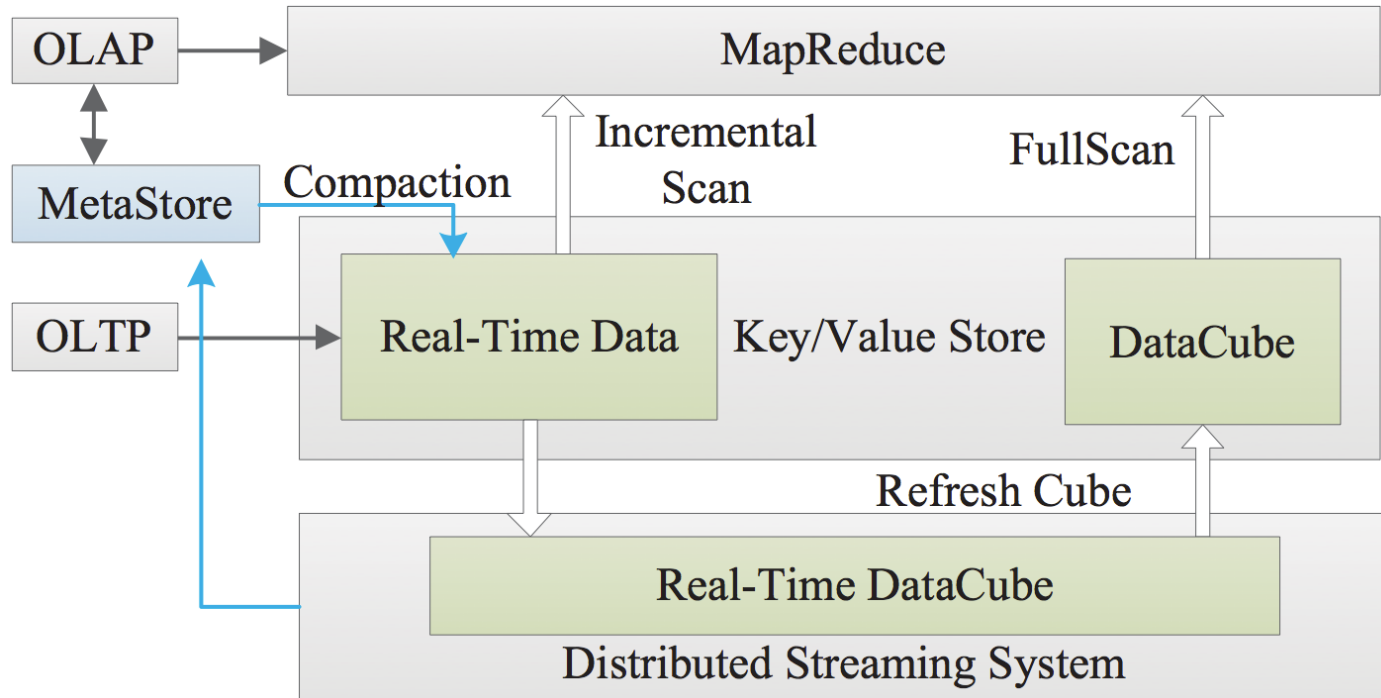 OLAP
MapReduce
Incremental
Scan
FullScan
MetaStore
Compaction
OLTP
Real-Time Data
Key/Value Store
DataCube
Refresh Cube
Real-Time DataCube
Distributed Streaming System